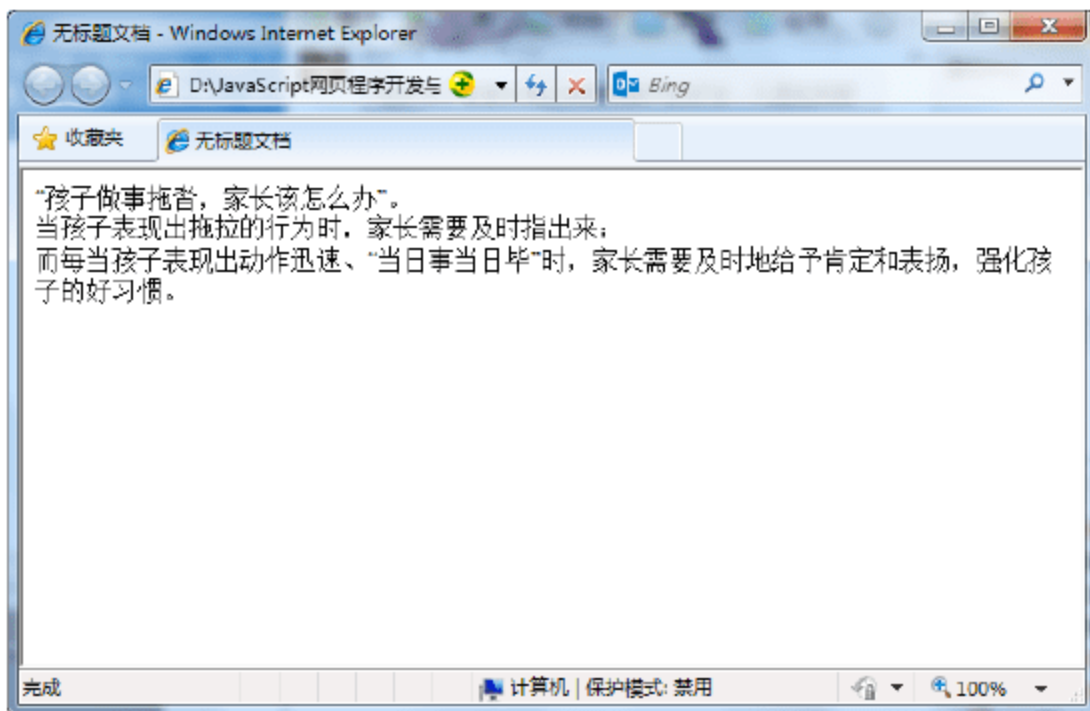 无标题文档 - Windows Internet Explorer
D:\JavaScript网页程序开发与
Bing
收藏夹
无标题文档
“孩子做事拖沓，家长该怎么办”。
当孩子表现出拖拉的行为时，家长需要及时指出来；
而每当孩子表现出动作迅速、“当日事当日毕”时，家长需要及时地给予肯定和表扬，强化孩
子的好习惯。
完成
计算机 | 保护模式: 禁用
100%